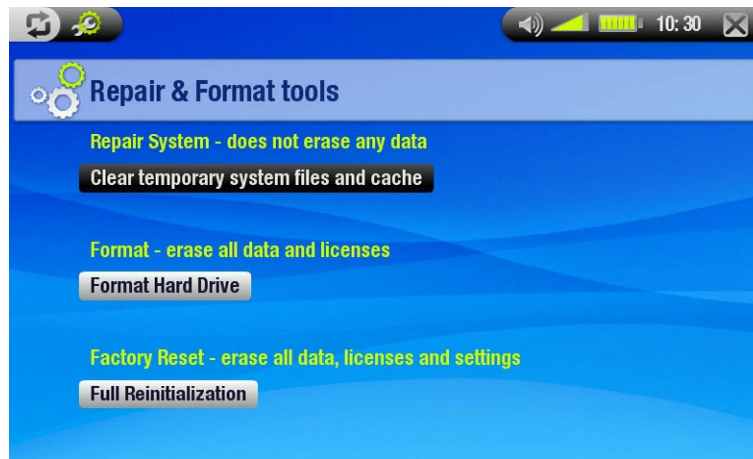 10:30
Repair & Format tools
Repair System - does not erase any data
Clear temporary system files and cache
Format - erase all data and licenses
Format Hard Drive
Factory Reset - erase all data, licenses and settings
Full Reinitialization